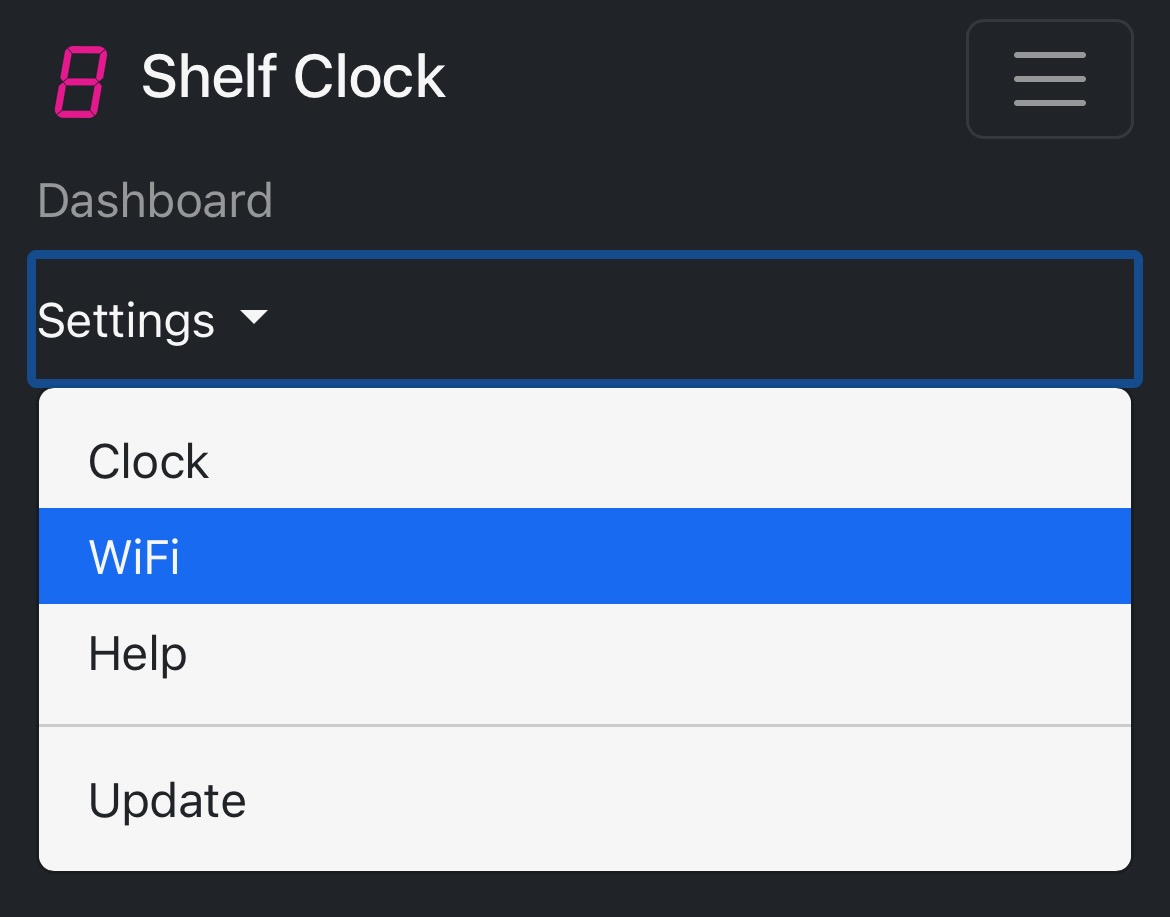 Shelf Clock
Dashboard
Settings
Clock
WiFi
Help
Update